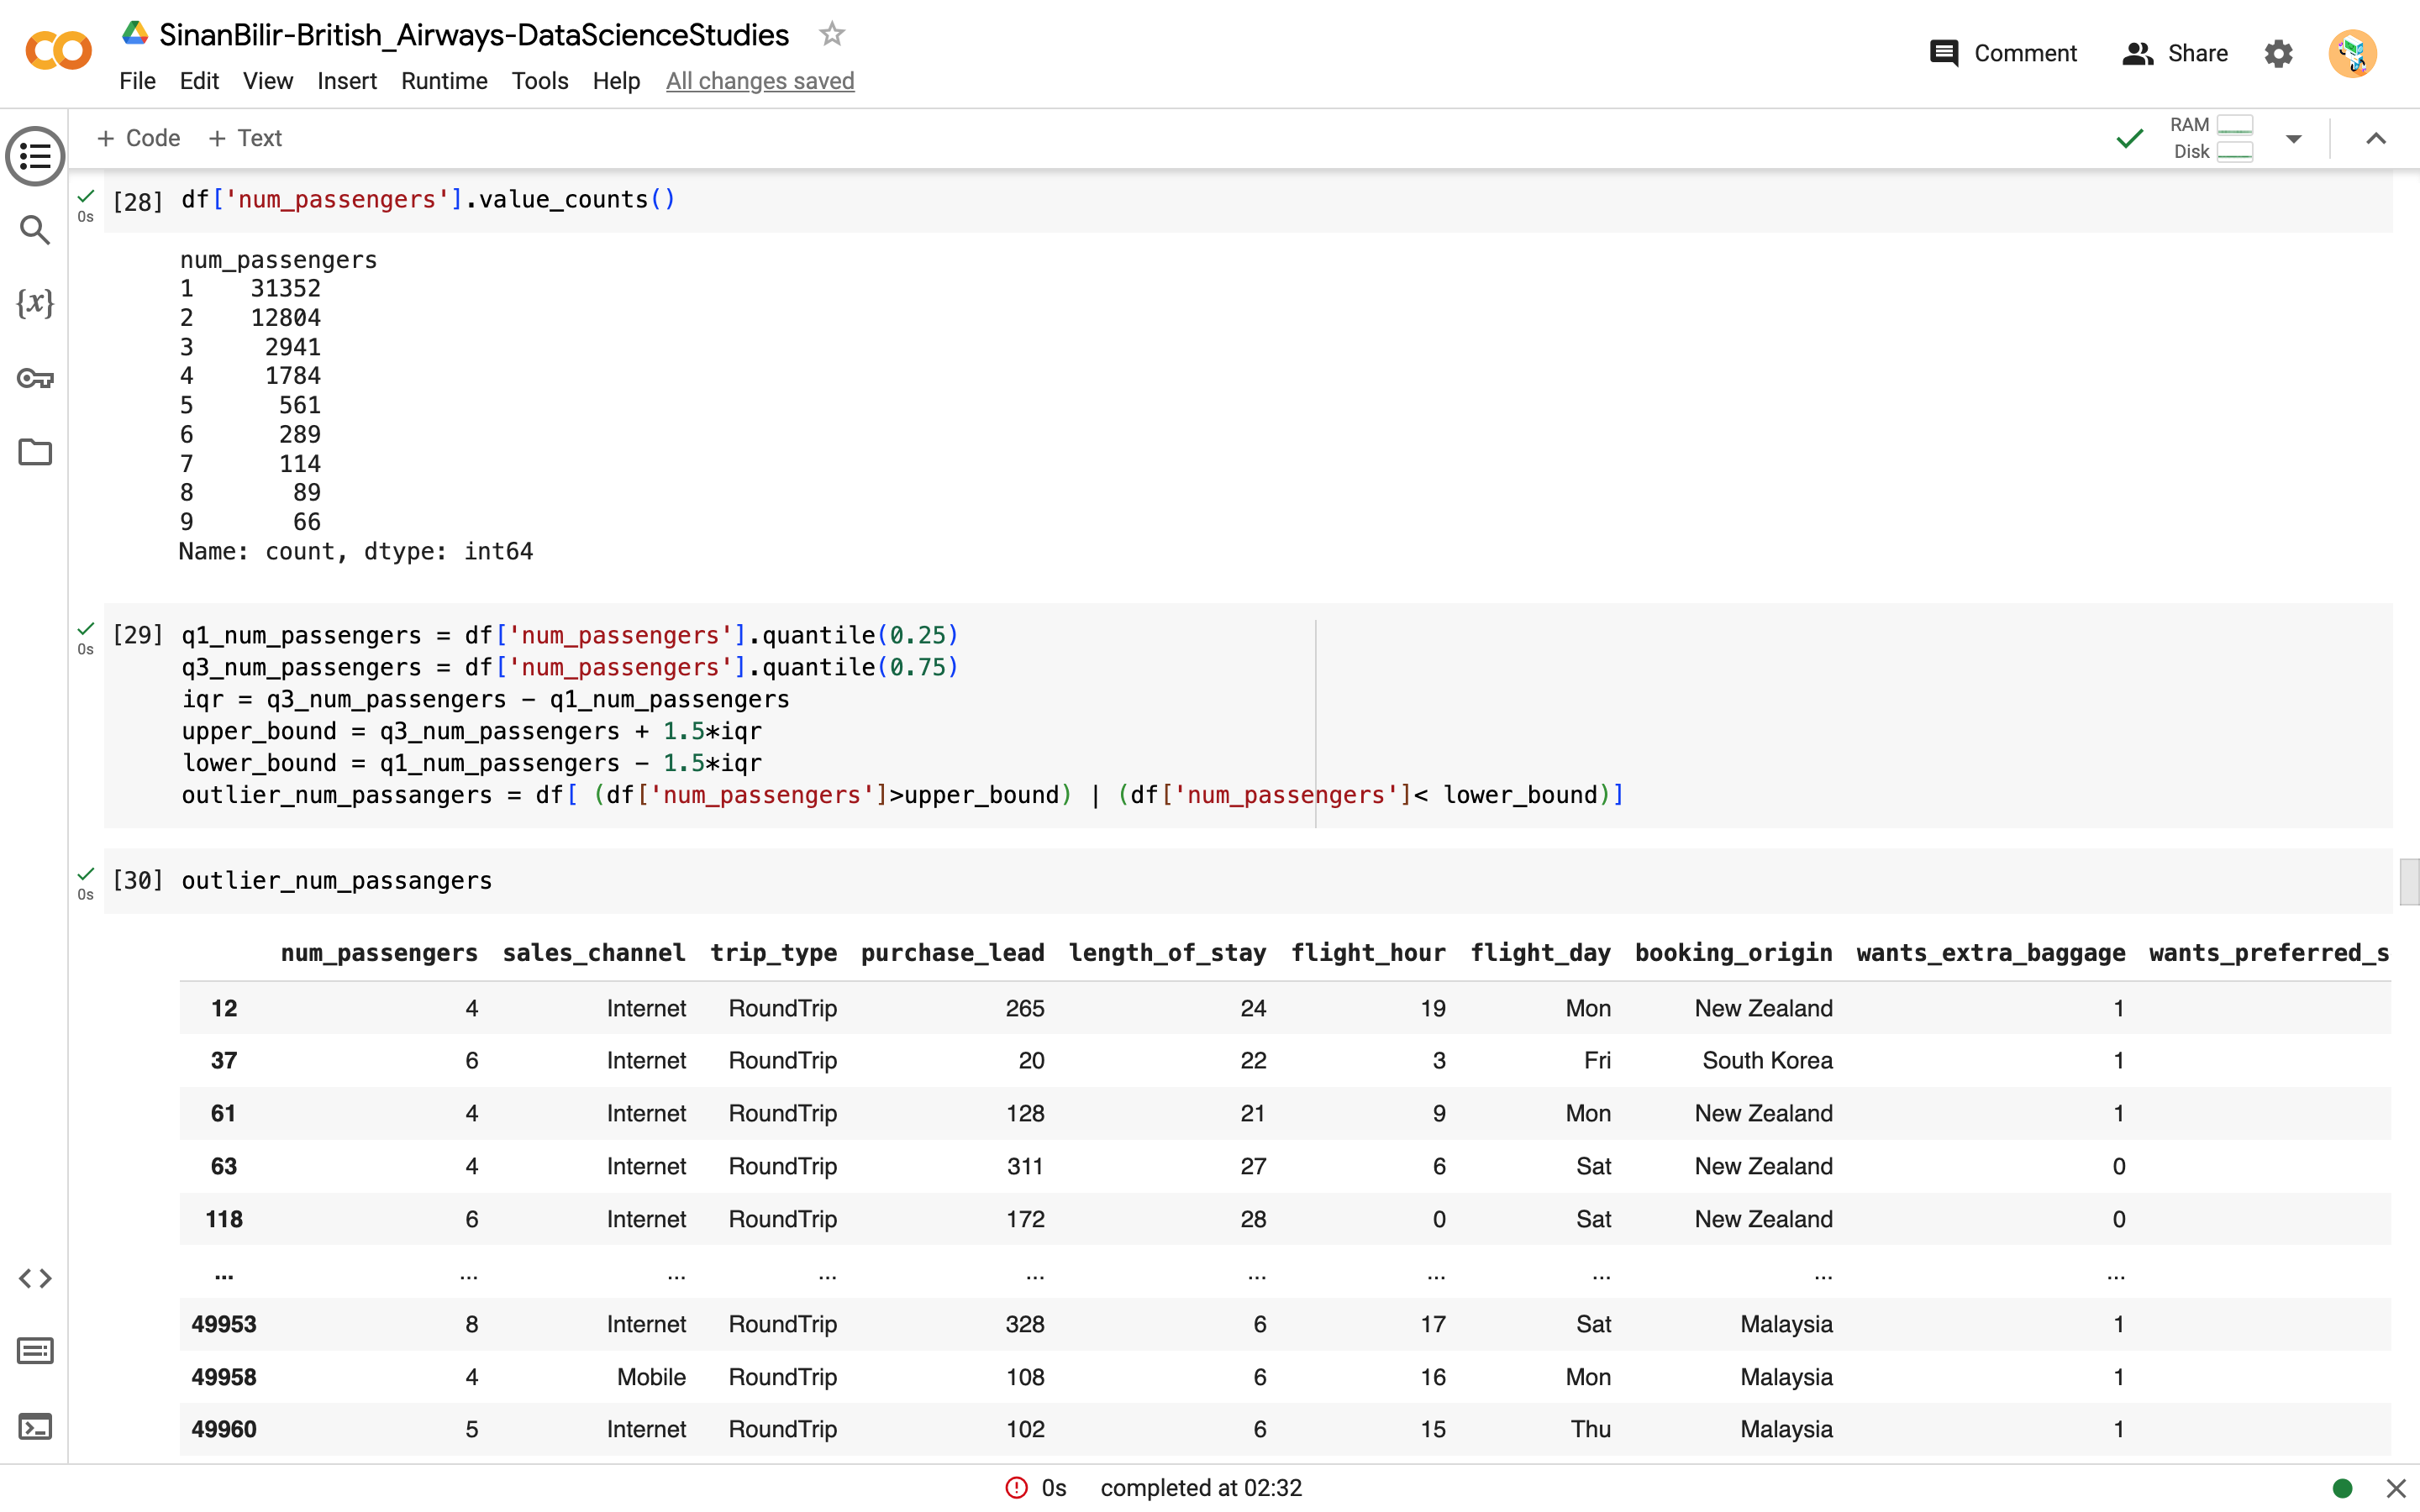 SinanBilir-British_Airways-DataScienceStudies
File Edit View Insert Runtime Tools Help All changes saved
Comment Share
+ Code + Text
RAM
Disk
0s
[28] df['num_passengers'].value_counts()
num_passengers
1 31352
2 12804
3 2941
4 1784
5 561
6 289
7 114
8 89
9 66
Name: count, dtype: int64
0s
[29] q1_num_passengers = df['num_passengers'].quantile(0.25)
q3_num_passengers = df['num_passengers'].quantile(0.75)
iqr = q3_num_passengers - q1_num_passengers
upper_bound = q3_num_passengers + 1.5*iqr
lower_bound = q1_num_passengers - 1.5*iqr
outlier_num_passangers = df[ (df['num_passengers']>upper_bound) | (df['num_passengers']< lower_bound)]
0s
[30] outlier_num_passangers
num_passengers sales_channel trip_type purchase_lead length_of_stay flight_hour flight_day booking_origin wants_extra_baggage wants_preferred_s
12 4 Internet RoundTrip 265 24 19 Mon New Zealand 1
37 6 Internet RoundTrip 20 22 3 Fri South Korea 1
61 4 Internet RoundTrip 128 21 9 Mon New Zealand 1
63 4 Internet RoundTrip 311 27 6 Sat New Zealand 0
118 6 Internet RoundTrip 172 28 0 Sat New Zealand 0
... ... ... ... ... ... ... ... ... ...
49953 8 Internet RoundTrip 328 6 17 Sat Malaysia 1
49958 4 Mobile RoundTrip 108 6 16 Mon Malaysia 1
49960 5 Internet RoundTrip 102 6 15 Thu Malaysia 1
0s completed at 02:32